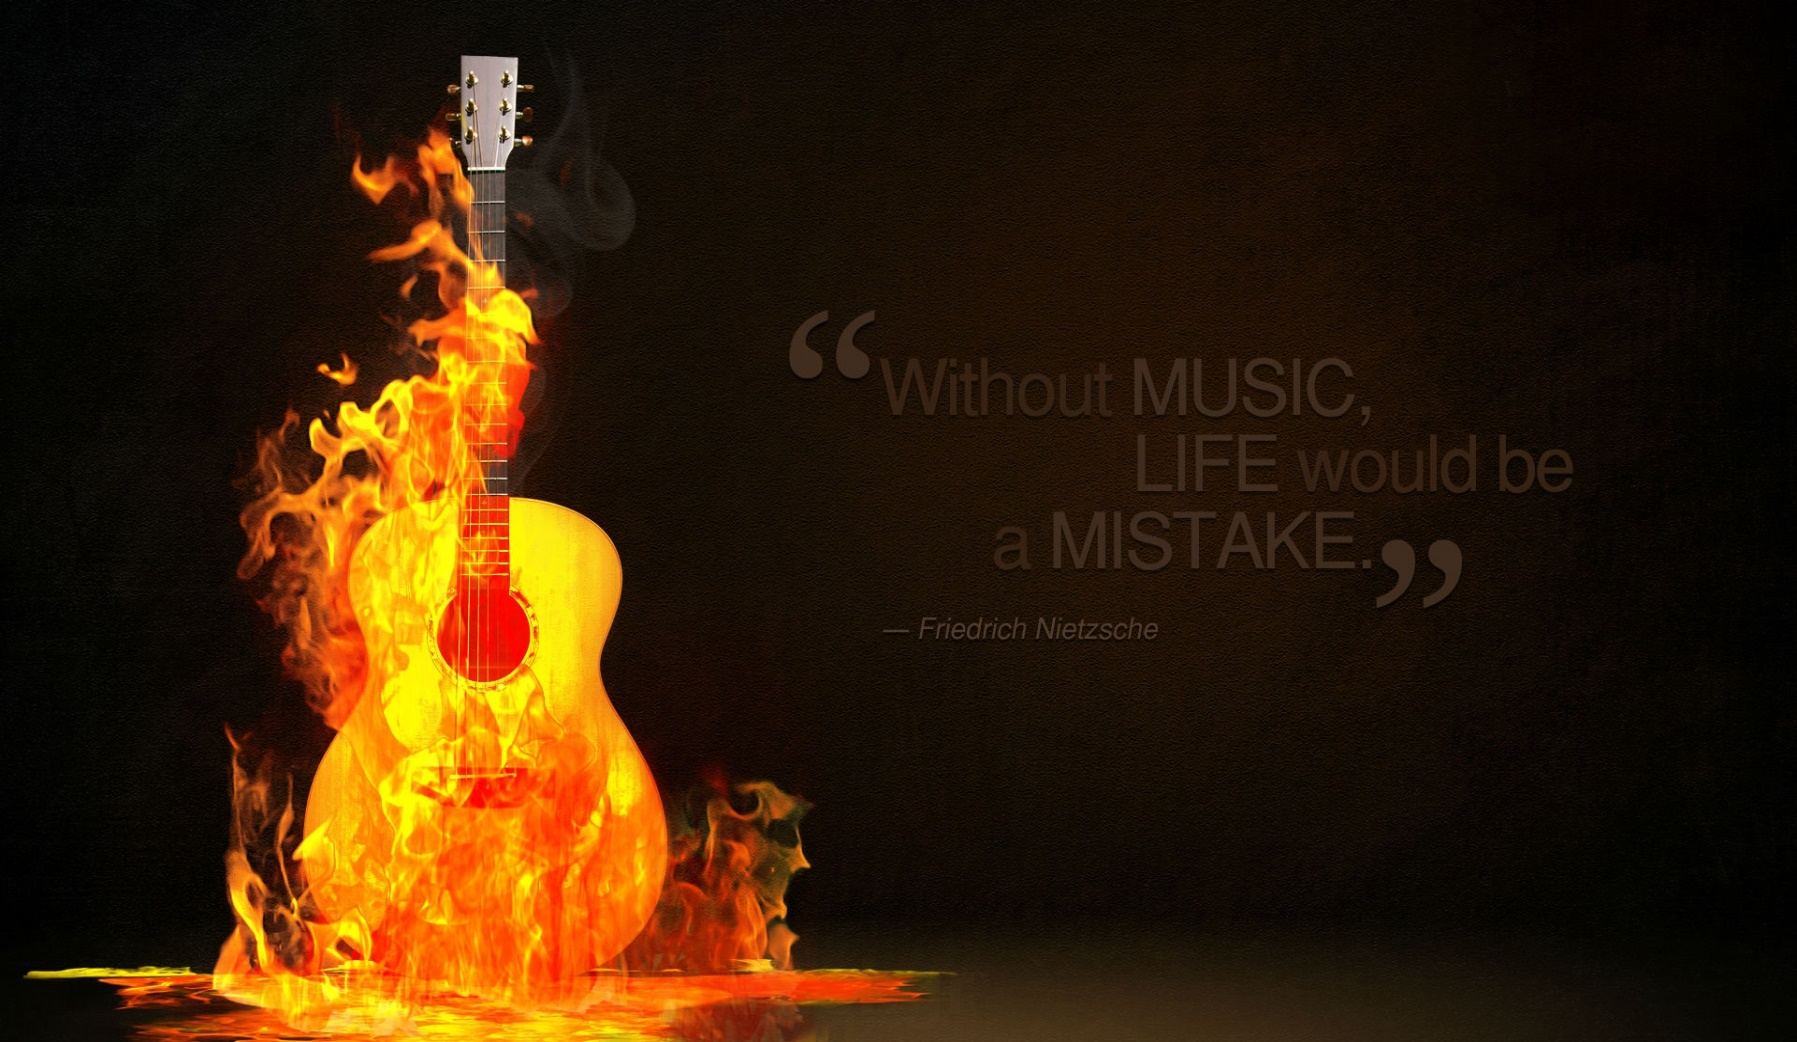 “Without MUSIC,
LIFE would be
a MISTAKE.”
— Friedrich Nietzsche